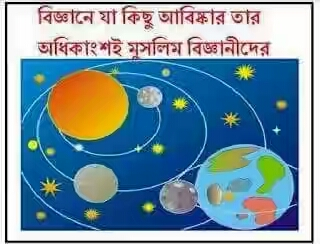 বিজ্ঞানে যা কিছু আবিষ্কার তার
অধিকাংশই মুসলিম বিজ্ঞানীদের